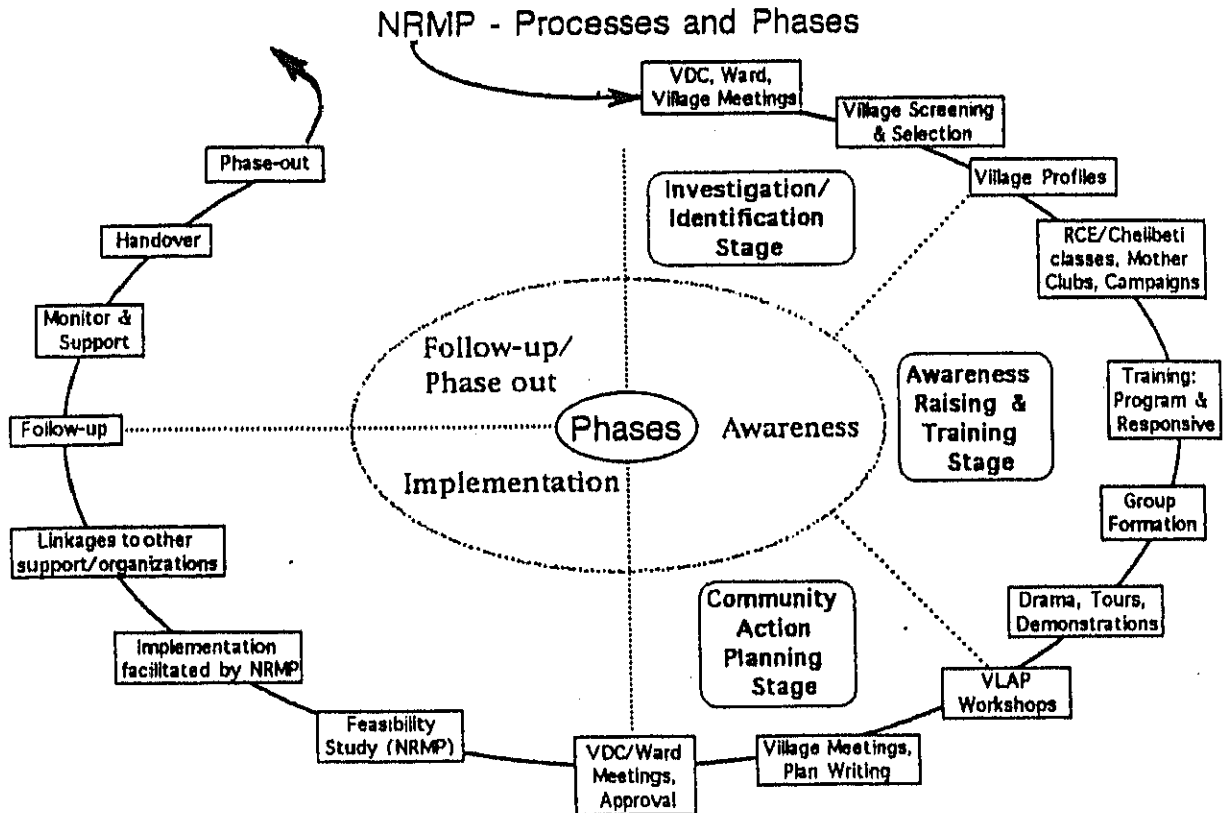 NRMP - Processes and Phases
VDC, Ward,
Village Meetings
Village Screening
& Selection
Village Profiles
RCE/Chelibeti
classes, Mother
Clubs, Campaigns
Training:
Program &
Responsive
Group
Formation
Drama, Tours,
Demonstrations
VLAP
Workshops
Village Meetings,
Plan Writing
VDC/Ward
Meetings,
Approval
Feasibility
Study (NRMP)
Implementation
facilitated by NRMP
Linkages to other
support/organizations
Follow-up
Monitor &
Support
Handover
Phase-out
Investigation/
Identification
Stage
Awareness
Raising &
Training
Stage
Community
Action
Planning
Stage
Follow-up/
Phase out
Phases
Awareness
Implementation